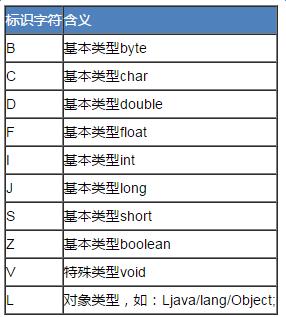 标识字符 含义
B 基本类型byte
C 基本类型char
D 基本类型double
F 基本类型float
I 基本类型int
J 基本类型long
S 基本类型short
Z 基本类型boolean
V 特殊类型void
L 对象类型，如：Ljava/lang/Object;